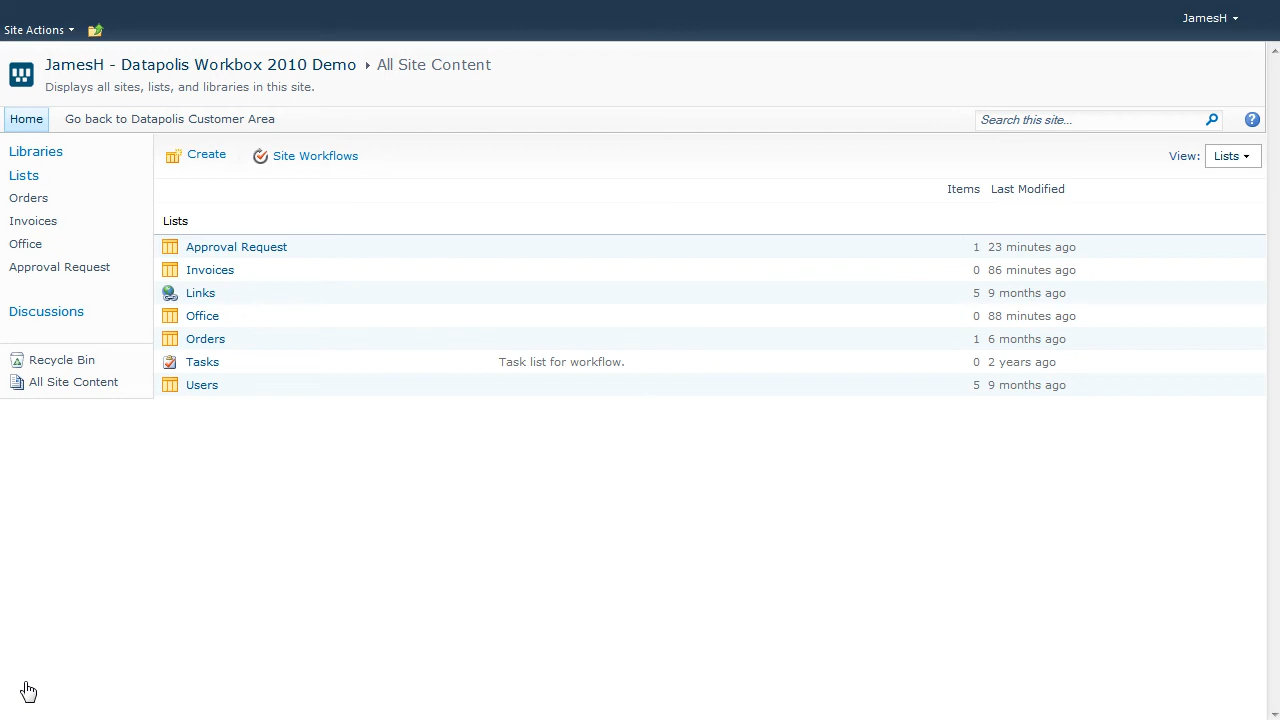 JamesH
Site Actions
JamesH - Datapolis Workbox 2010 Demo All Site Content
Displays all sites, lists, and libraries in this site.
Home Go back to Datapolis Customer Area Search this site... ?
Libraries
Lists
Orders
Invoices
Office
Approval Request
Discussions
Recycle Bin
All Site Content
Create Site Workflows View: Lists
Items Last Modified
Lists
Approval Request 1 23 minutes ago
Invoices 0 86 minutes ago
Links 5 9 months ago
Office 0 88 minutes ago
Orders 1 6 months ago
Tasks Task list for workflow. 0 2 years ago
Users 5 9 months ago